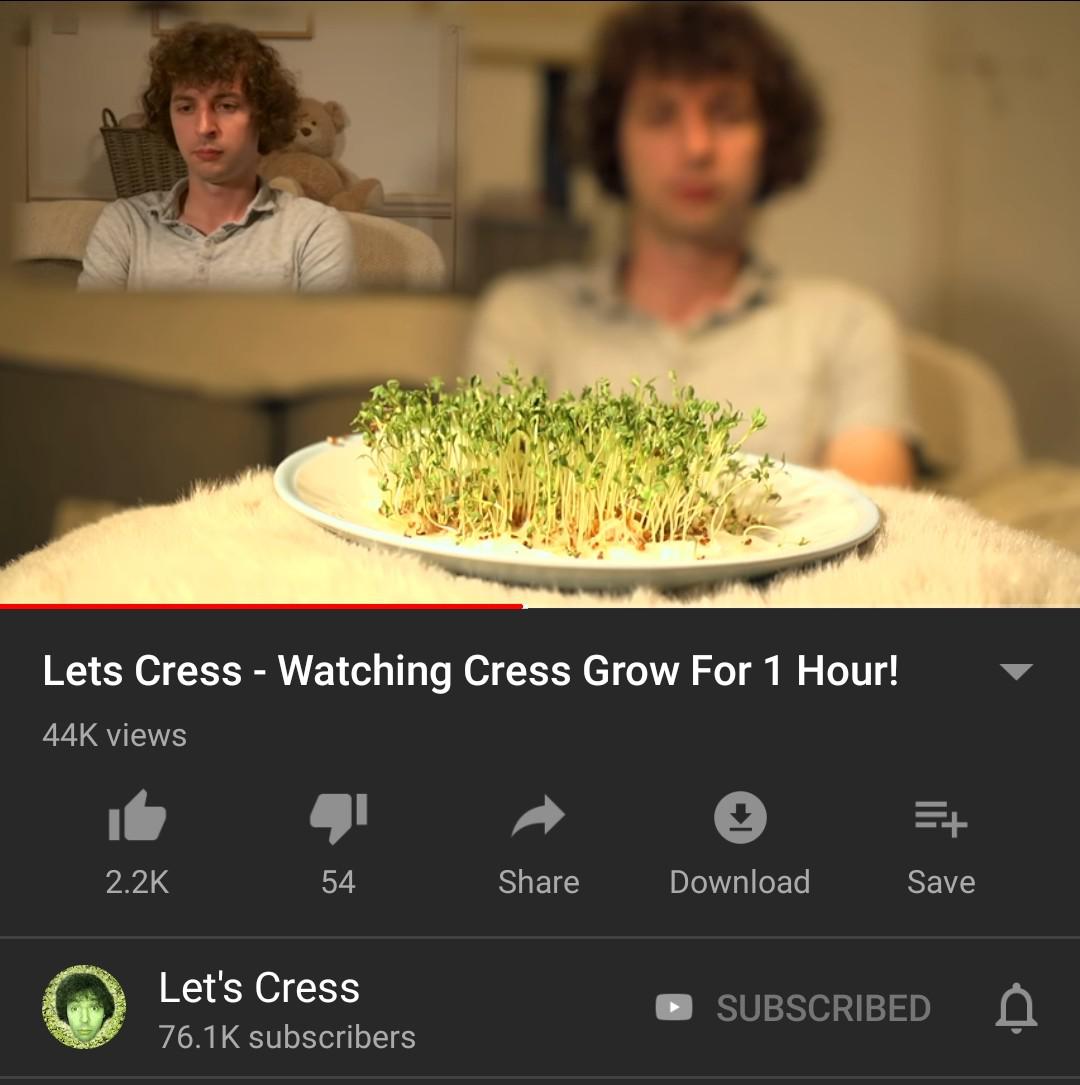 Lets Cress - Watching Cress Grow For 1 Hour!
44K views
2.2K
54
Share
Download
Save
Let's Cress
76.1K subscribers
SUBSCRIBED